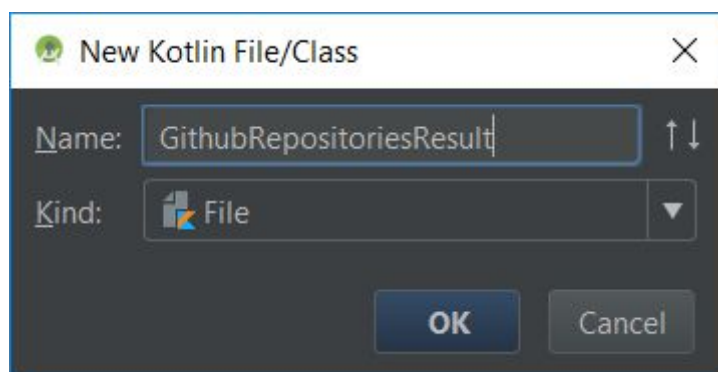 New Kotlin File/Class
Name: GithubRepositoriesResult
Kind: File
OK Cancel